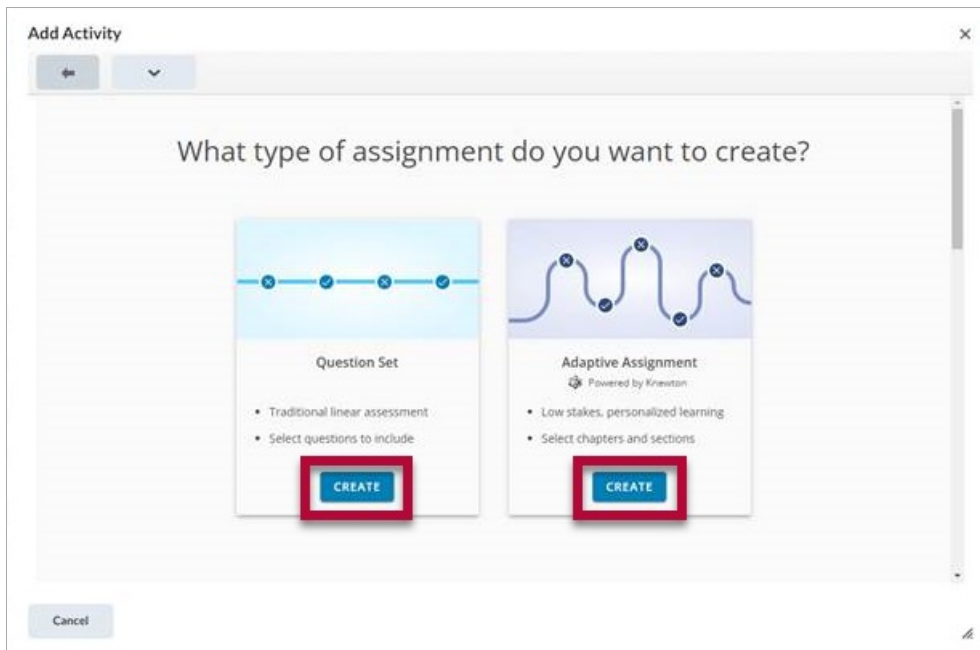 Add Activity
What type of assignment do you want to create?
Question Set
• Traditional linear assessment
• Select questions to include
CREATE
Adaptive Assignment
Powered by Knewton
• Low stakes, personalized learning
• Select chapters and sections
CREATE
Cancel